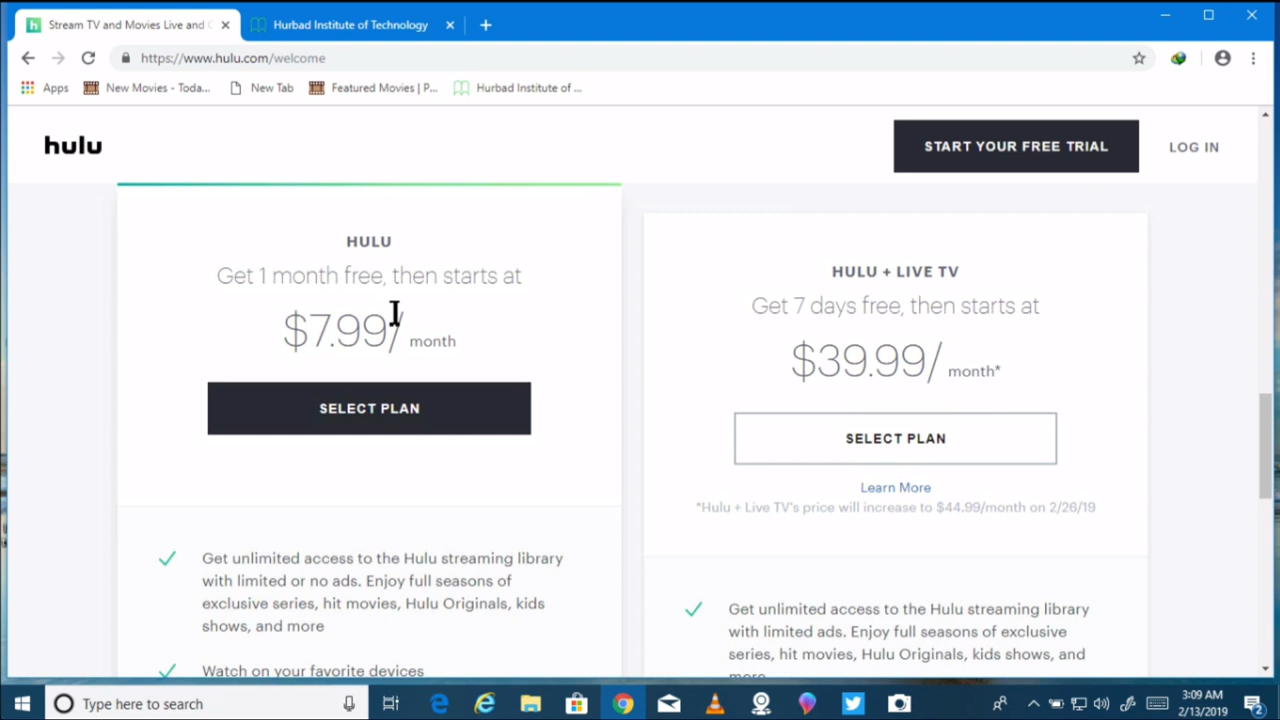 Stream TV and Movies Live and
Hurbad Institute of Technology
https://www.hulu.com/welcome
Apps
New Movies - Toda...
New Tab
Featured Movies | P...
Hurbad Institute of ...
hulu
START YOUR FREE TRIAL
LOG IN
HULU
Get 1 month free, then starts at
$7.99/ month
SELECT PLAN
Get unlimited access to the Hulu streaming library
with limited or no ads. Enjoy full seasons of
exclusive series, hit movies, Hulu Originals, kids
shows, and more
Watch on your favorite devices
HULU + LIVE TV
Get 7 days free, then starts at
$39.99/ month*
SELECT PLAN
Learn More
*Hulu + Live TV's price will increase to $44.99/month on 2/26/19
Get unlimited access to the Hulu streaming library
with limited ads. Enjoy full seasons of exclusive
series, hit movies, Hulu Originals, kids shows, and
more
Type here to search
3:09 AM
2/13/2019
2